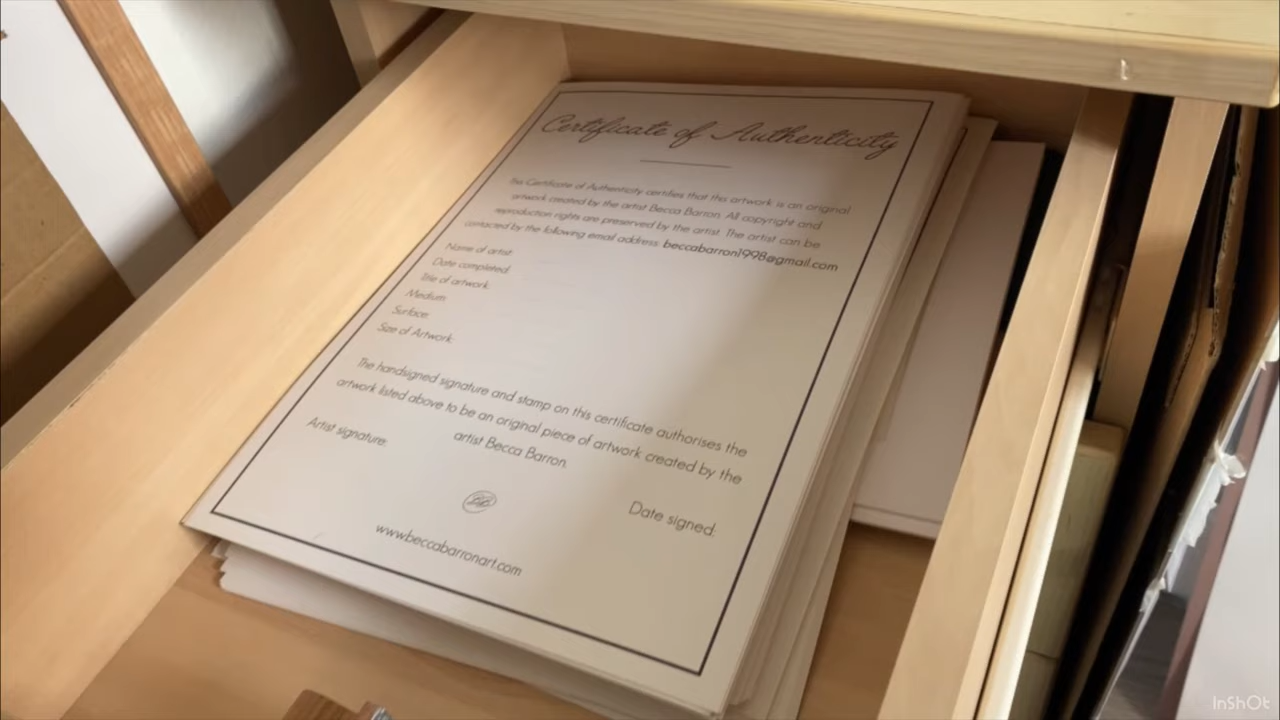 Certificate of Authenticity
This Certificate of Authenticity certifies that this artwork is an original
artwork created by the artist Becca Barron. All copyright and
reproduction rights are preserved by the artist. The artist can be
contacted by the following email address: beccabarron1998@gmail.com
Name of artist:
Date completed:
Title of artwork:
Medium:
Surface:
Size of Artwork:
The handsigned signature and stamp on this certificate authorises the
artwork listed above to be an original piece of artwork created by the
artist Becca Barron.
Artist signature:
Date signed:
www.beccabarronart.com
InShOt